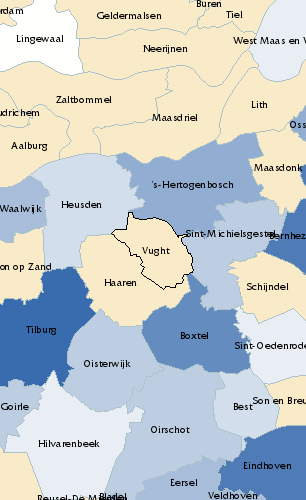 Buren
rdam
Geldermalsen
Tiel
Lingewaal
West Maas en V
Neerijnen
Zaltbommel
Lith
udrichem
Maasdriel
Oss
Aalburg
Maasdonk
's-Hertogenbosch
Heusden
Waalwijk
Sint-Michielsgestel
Bernhez
Vught
on op Zand
Haaren
Schijndel
Tilburg
Boxtel
Sint-Oedenrode
Oisterwijk
Goirle
Best
Son en Breu
Oirschot
Hilvarenbeek
Eindhoven
Eersel
Reusel-De Mierden
Bladel
Veldhoven